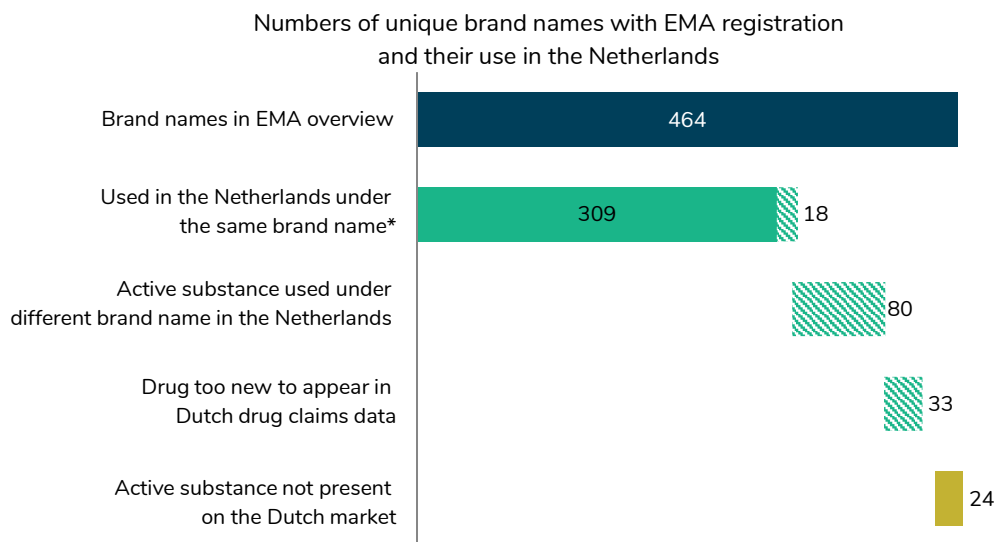 Numbers of unique brand names with EMA registration
and their use in the Netherlands
Brand names in EMA overview
464
Used in the Netherlands under
the same brand name*
309
18
Active substance used under
different brand name in the Netherlands
80
Drug too new to appear in
Dutch drug claims data
33
Active substance not present
on the Dutch market
24